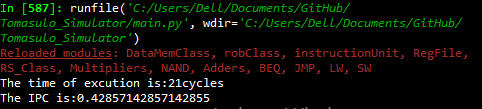 In [587]: runfile('C:/Users/Dell/Documents/GitHub/
Tomasulo_Simulator/main.py', wdir='C:/Users/Dell/Documents/GitHub/
Tomasulo_Simulator')
Reloaded modules: DataMemClass, robClass, instructionUnit, RegFile,
RS_Class, Multipliers, NAND, Adders, BEQ, JMP, LW, SW
The time of excution is:21cycles
The IPC is:0.42857142857142855